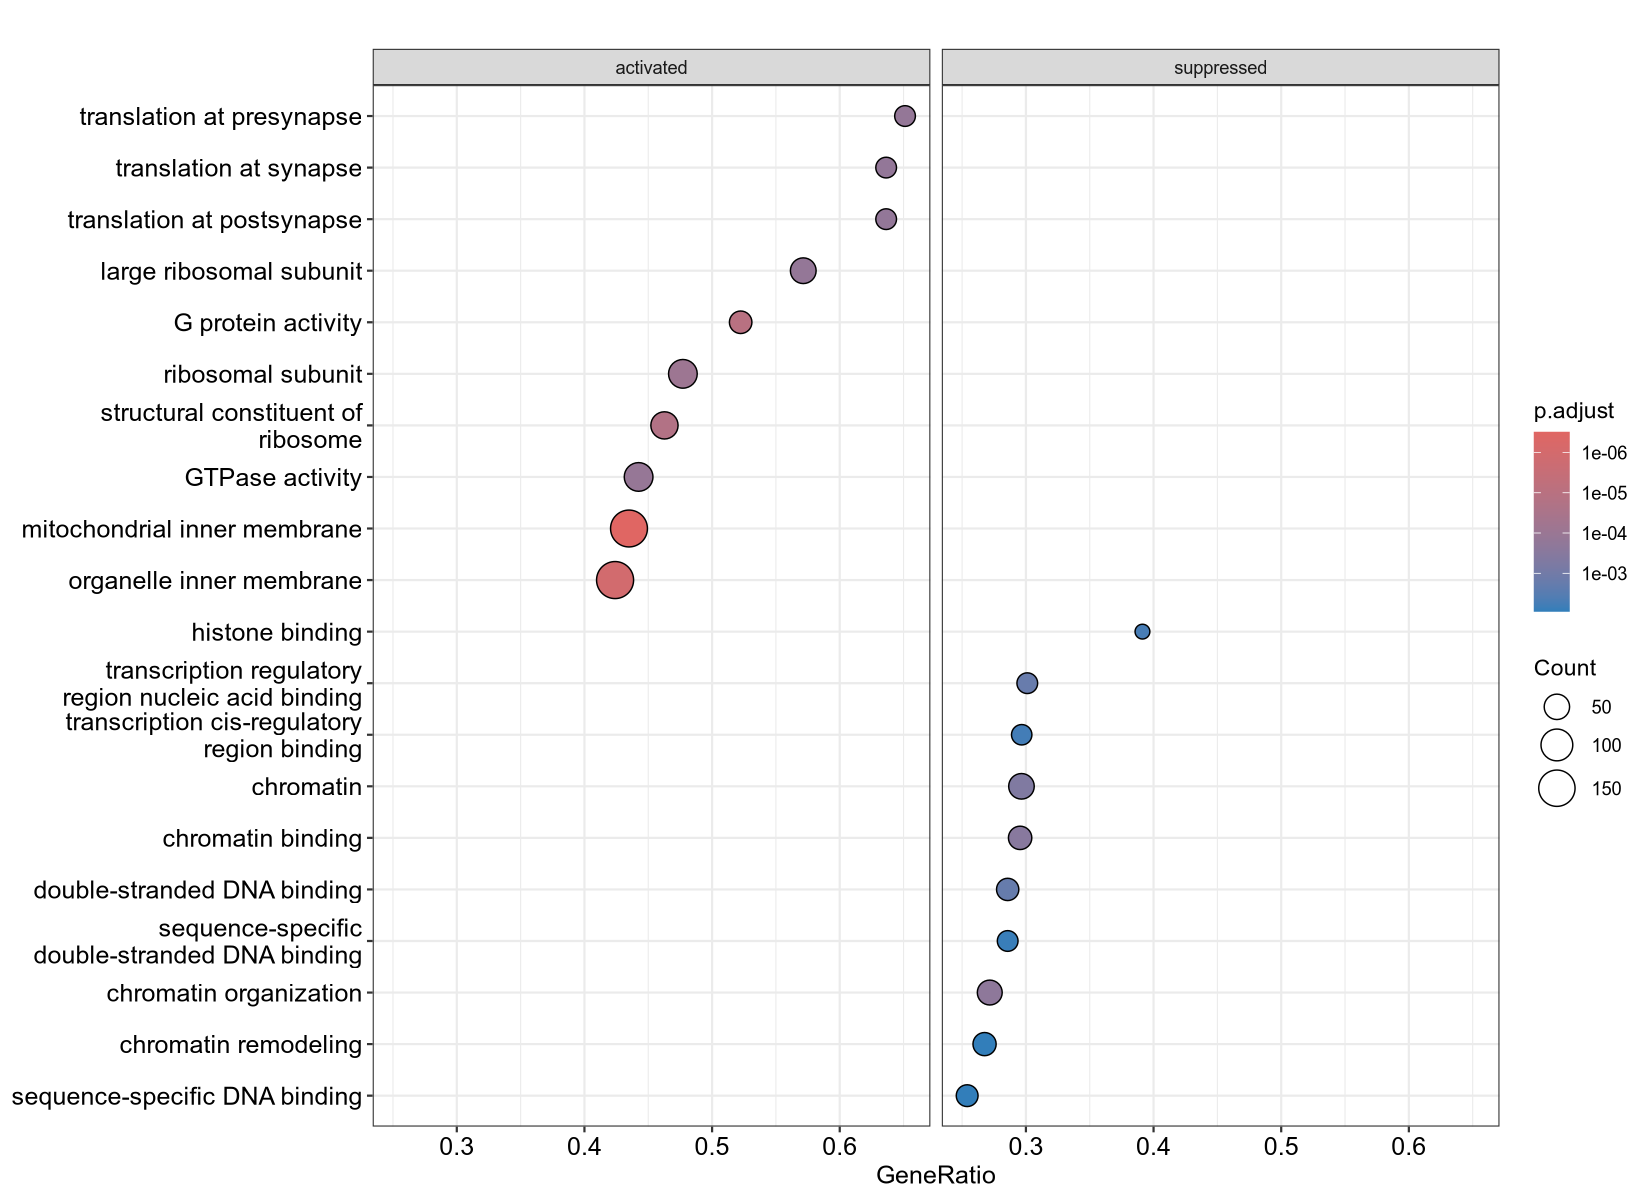 activated
suppressed
translation at presynapse
translation at synapse
translation at postsynapse
large ribosomal subunit
G protein activity
ribosomal subunit
structural constituent of
ribosome
GTPase activity
mitochondrial inner membrane
organelle inner membrane
histone binding
transcription regulatory
region nucleic acid binding
transcription cis-regulatory
region binding
chromatin
chromatin binding
double-stranded DNA binding
sequence-specific
double-stranded DNA binding
chromatin organization
chromatin remodeling
sequence-specific DNA binding
0.3 0.4 0.5 0.6
0.3 0.4 0.5 0.6
GeneRatio
p.adjust
1e-06
1e-05
1e-04
1e-03
Count
50
100
150